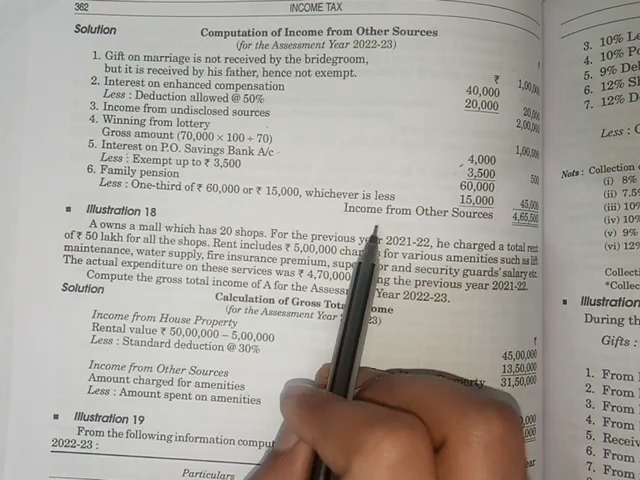 362
INCOME TAX
Solution
Computation of Income from Other Sources
(for the Assessment Year 2022-23)
₹ ₹
1. Gift on marriage is not received by the bridegroom,
but it is received by his father, hence not exempt. 1,00,000
2. Interest on enhanced compensation 40,000
Less : Deduction allowed @ 50% 20,000 20,000
3. Income from undisclosed sources 2,00,000
4. Winning from lottery
Gross amount (70,000 × 100 ÷ 70) 1,00,000
5. Interest on P.O. Savings Bank A/c 4,000
Less : Exempt up to ₹ 3,500 3,500 500
6. Family pension 60,000
Less : One-third of ₹ 60,000 or ₹ 15,000, whichever is less 15,000 45,000
Income from Other Sources 4,65,500
Illustration 18
A owns a mall which has 20 shops. For the previous year 2021-22, he charged a total rent
of ₹ 50 lakh for all the shops. Rent includes ₹ 5,00,000 for various amenities such as lift
maintenance, water supply, fire insurance premium, and security guards' salary etc.
The actual expenditure on these services was ₹ 4,70,000 the previous year 2021-22.
Compute the gross total income of A for the Year 2022-23.
Solution
Calculation of Gross
(for the Assessment Year
₹
Income from House Property
Rental value ₹ 50,00,000 – 5,00,000 45,00,000
Less : Standard deduction @ 30% 13,50,000
31,50,000
Income from Other Sources
Amount charged for amenities
Less : Amount spent on amenities
Illustration 19
From the following information
2022-23 :
Particulars
3. 10%
4. 10%
5. 9%
6. 12%
7. 12%
Less :
Note : Collection
(i) 8%
(ii) 7.5
(iii) 10%
(iv) 10%
(v) 9%
(vi) 12%
*Collec
Illustration
During th
Gifts :
1. From
2. From
3. From
4. From
5. Receiv
6. From
7. From